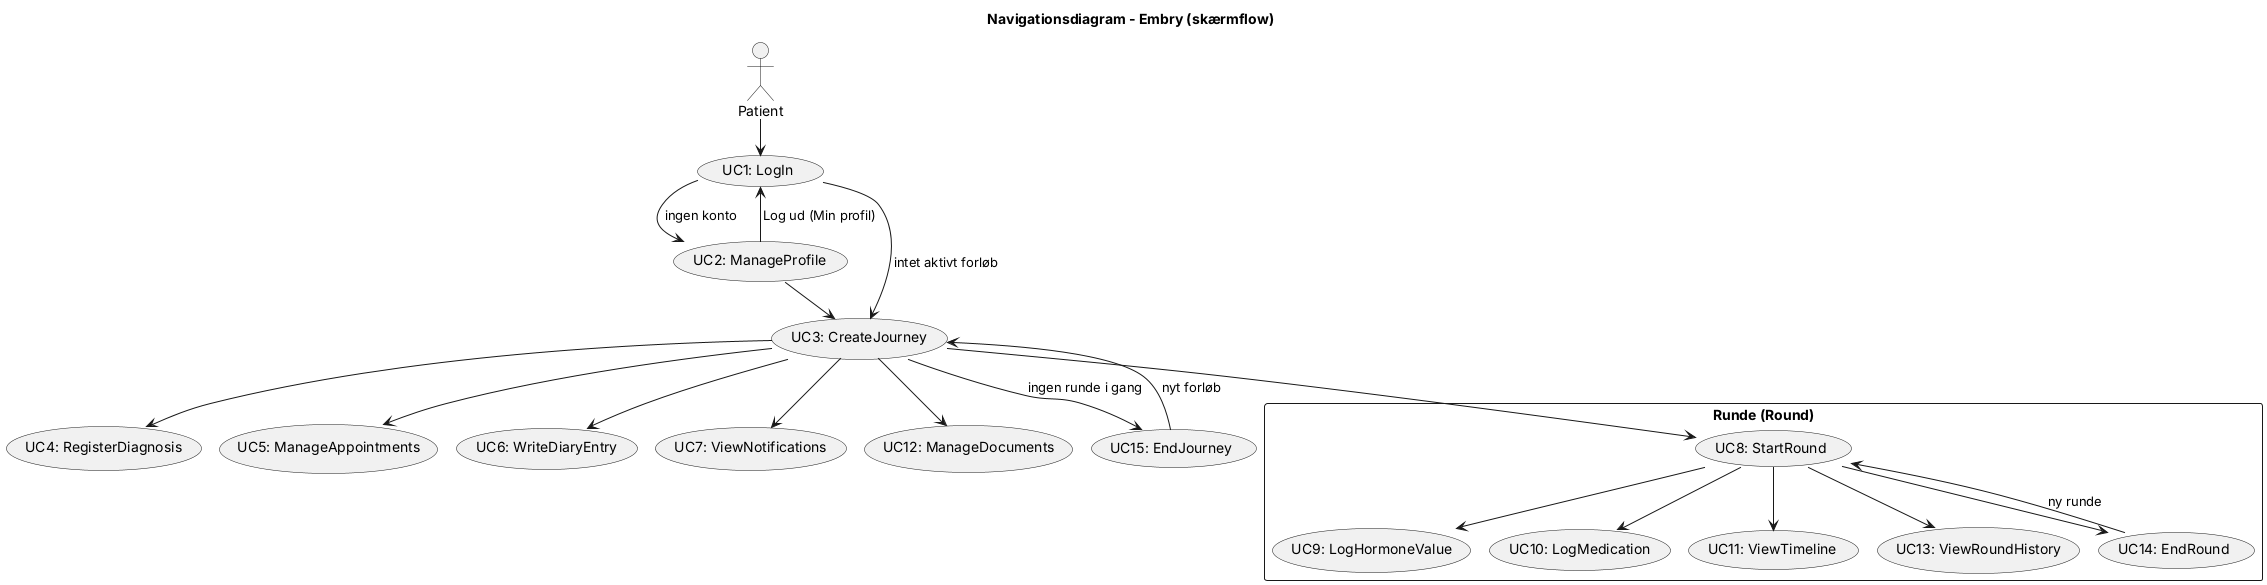 Navigationsdiagram - Embry (skærmflow)
Patient
UC1: LogIn
ingen konto
Log ud (Min profil)
UC2: ManageProfile
intet aktivt forløb
UC3: CreateJourney
ingen runde i gang
nyt forløb
Runde (Round)
UC4: RegisterDiagnosis
UC5: ManageAppointments
UC6: WriteDiaryEntry
UC7: ViewNotifications
UC12: ManageDocuments
UC15: EndJourney
UC8: StartRound
ny runde
UC9: LogHormoneValue
UC10: LogMedication
UC11: ViewTimeline
UC13: ViewRoundHistory
UC14: EndRound